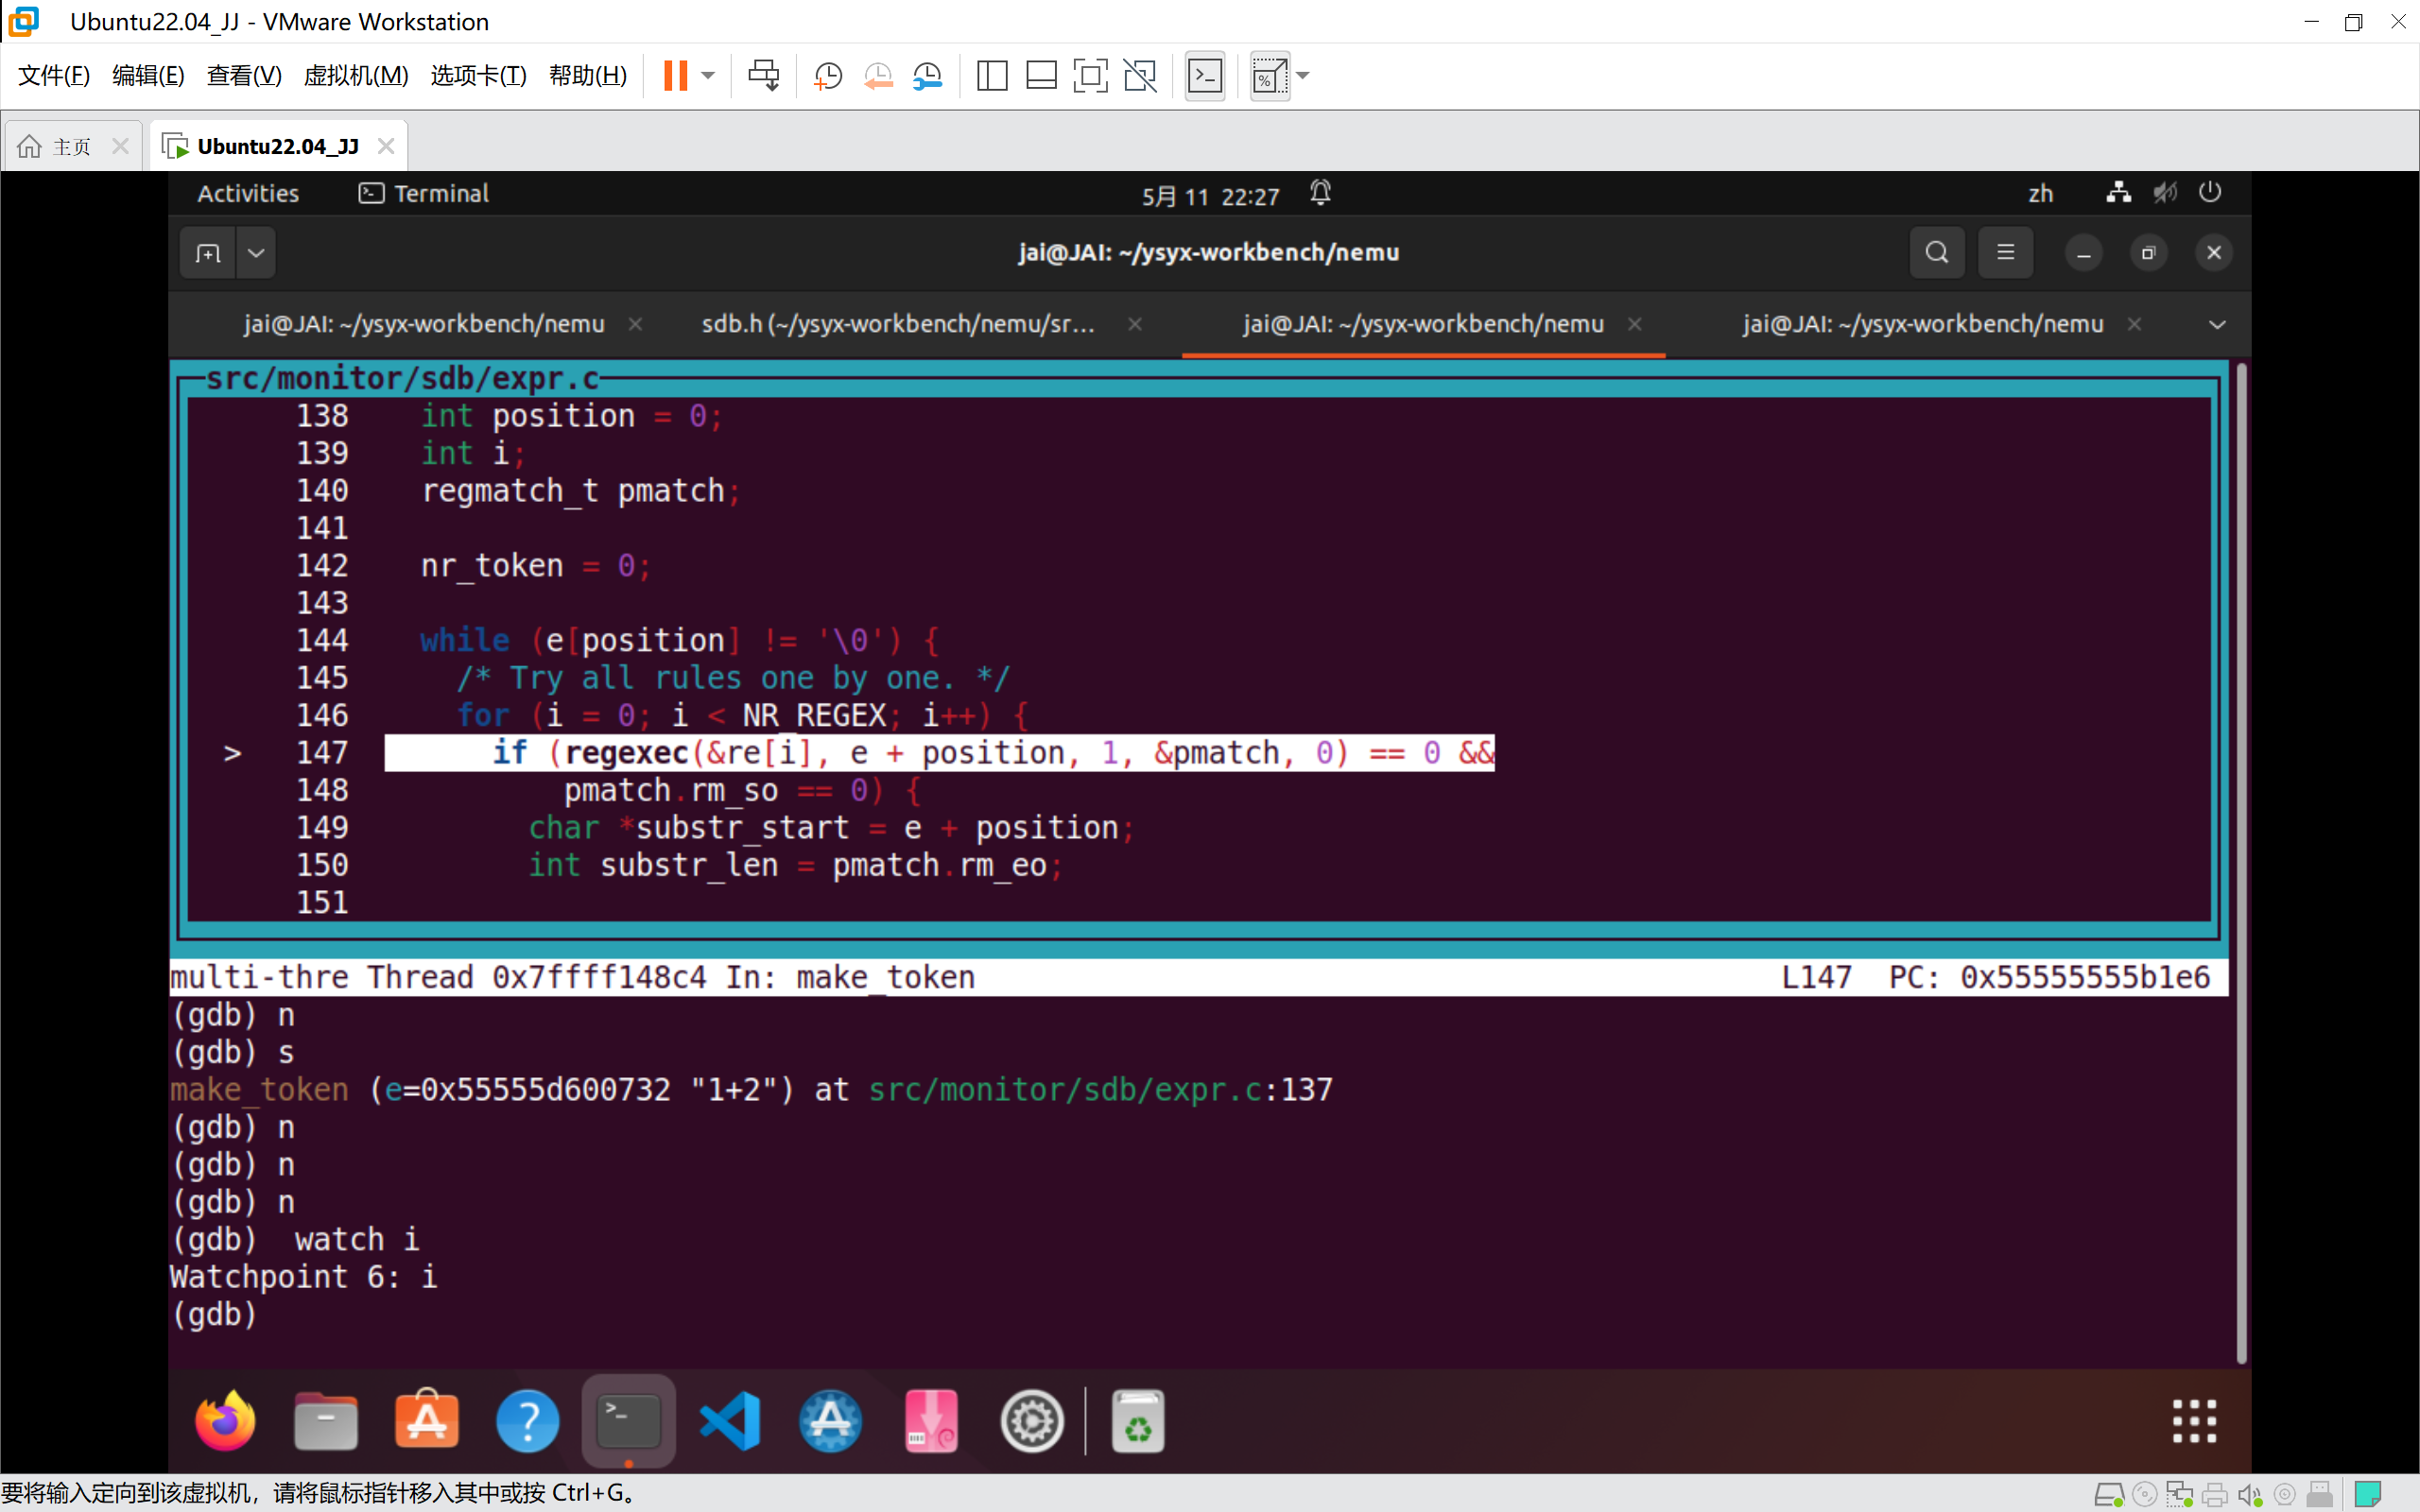 Ubuntu22.04_JJ - VMware Workstation
文件(F) 编辑(E) 查看(V) 虚拟机(M) 选项卡(T) 帮助(H)
主页 Ubuntu22.04_JJ
Activities Terminal 5月 11 22:27 zh
jai@JAI: ~/ysyx-workbench/nemu
jai@JAI: ~/ysyx-workbench/nemu sdb.h (~/ysyx-workbench/nemu/sr... jai@JAI: ~/ysyx-workbench/nemu jai@JAI: ~/ysyx-workbench/nemu
src/monitor/sdb/expr.c
138 int position = 0;
139 int i;
140 regmatch_t pmatch;
141
142 nr_token = 0;
143
144 while (e[position] != '\0') {
145 /* Try all rules one by one. */
146 for (i = 0; i < NR_REGEX; i++) {
> 147 if (regexec(&re[i], e + position, 1, &pmatch, 0) == 0 &&
148 pmatch.rm_so == 0) {
149 char *substr_start = e + position;
150 int substr_len = pmatch.rm_eo;
151
multi-thre Thread 0x7ffff148c4 In: make_token L147 PC: 0x55555555b1e6
(gdb) n
(gdb) s
make_token (e=0x55555d600732 "1+2") at src/monitor/sdb/expr.c:137
(gdb) n
(gdb) n
(gdb) n
(gdb)  watch i
Watchpoint 6: i
(gdb)
要将输入定向到该虚拟机，请将鼠标指针移入其中或按 Ctrl+G。